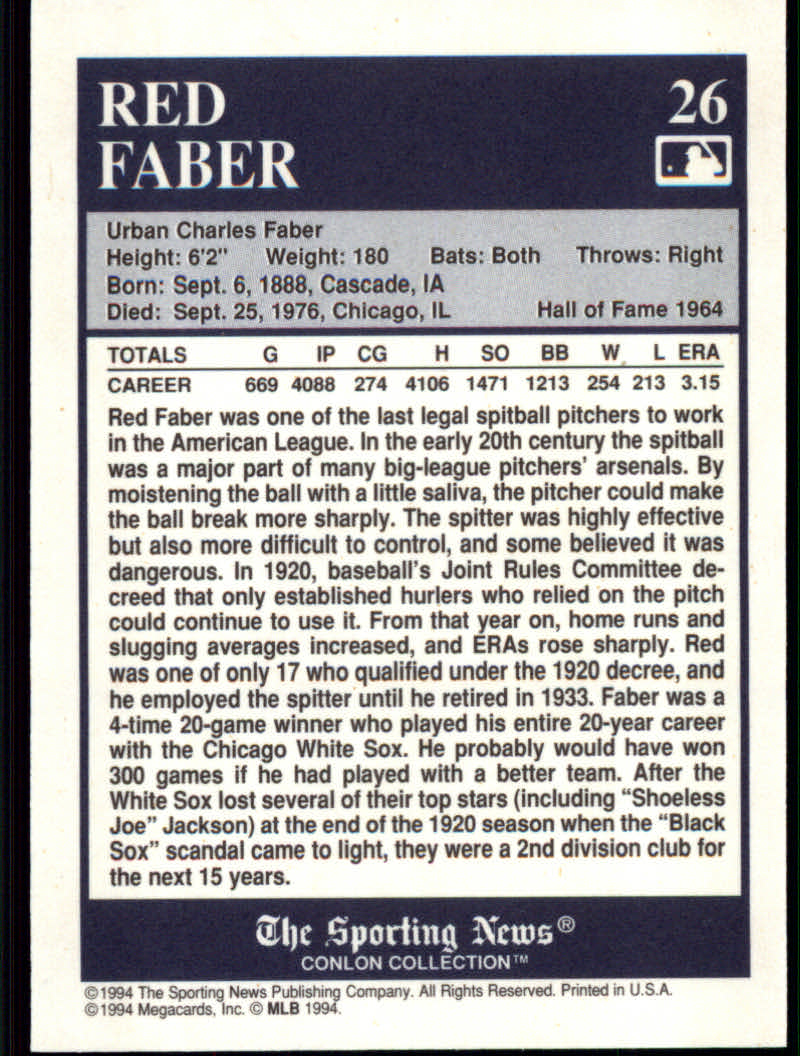 RED 26
FABER
Urban Charles Faber
Height: 6'2" Weight: 180 Bats: Both Throws: Right
Born: Sept. 6, 1888, Cascade, IA
Died: Sept. 25, 1976, Chicago, IL Hall of Fame 1964
TOTALS G IP CG H SO BB W L ERA
CAREER 669 4088 274 4106 1471 1213 254 213 3.15
Red Faber was one of the last legal spitball pitchers to work
in the American League. In the early 20th century the spitball
was a major part of many big-league pitchers' arsenals. By
moistening the ball with a little saliva, the pitcher could make
the ball break more sharply. The spitter was highly effective
but also more difficult to control, and some believed it was
dangerous. In 1920, baseball's Joint Rules Committee de-
creed that only established hurlers who relied on the pitch
could continue to use it. From that year on, home runs and
slugging averages increased, and ERAs rose sharply. Red
was one of only 17 who qualified under the 1920 decree, and
he employed the spitter until he retired in 1933. Faber was a
4-time 20-game winner who played his entire 20-year career
with the Chicago White Sox. He probably would have won
300 games if he had played with a better team. After the
White Sox lost several of their top stars (including "Shoeless
Joe" Jackson) at the end of the 1920 season when the "Black
Sox" scandal came to light, they were a 2nd division club for
the next 15 years.
The Sporting News®
CONLON COLLECTION™
©1994 The Sporting News Publishing Company. All Rights Reserved. Printed in U.S.A.
©1994 Megacards, Inc. © MLB 1994.